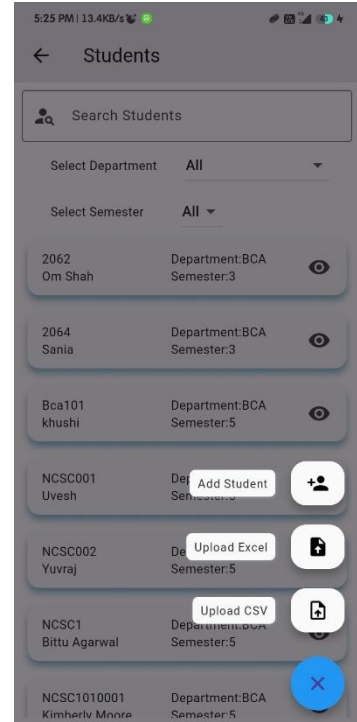 5:25 PM | 13.4KB/s
Students
Search Students
Select Department All
Select Semester All
2062 Department:BCA
Om Shah Semester:3
2064 Department:BCA
Sania Semester:3
Bca101 Department:BCA
khushi Semester:5
NCSC001
Uvesh
Add Student
NCSC002
Yuvraj Semester:5
Upload Excel
NCSC1
Bittu Agarwal Semester:5
Upload CSV
NCSC1010001 Department:BCA
Kimberly Moore Semester:5